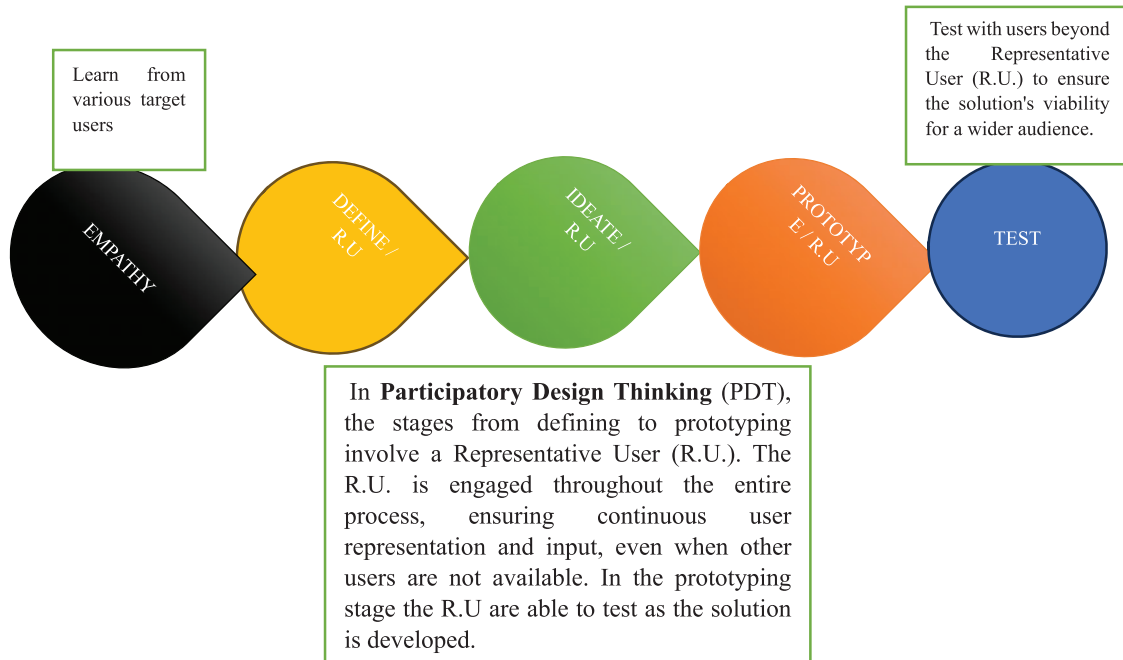 Learn from
various target
users
Test with users beyond
the Representative
User (R.U.) to ensure
the solution's viability
for a wider audience.
EMPATHY
DEFINE /
R.U
IDEATE /
R.U
PROTOTYP
E / R.U
TEST
In Participatory Design Thinking (PDT),
the stages from defining to prototyping
involve a Representative User (R.U.). The
R.U. is engaged throughout the entire
process, ensuring continuous user
representation and input, even when other
users are not available. In the prototyping
stage the R.U are able to test as the solution
is developed.